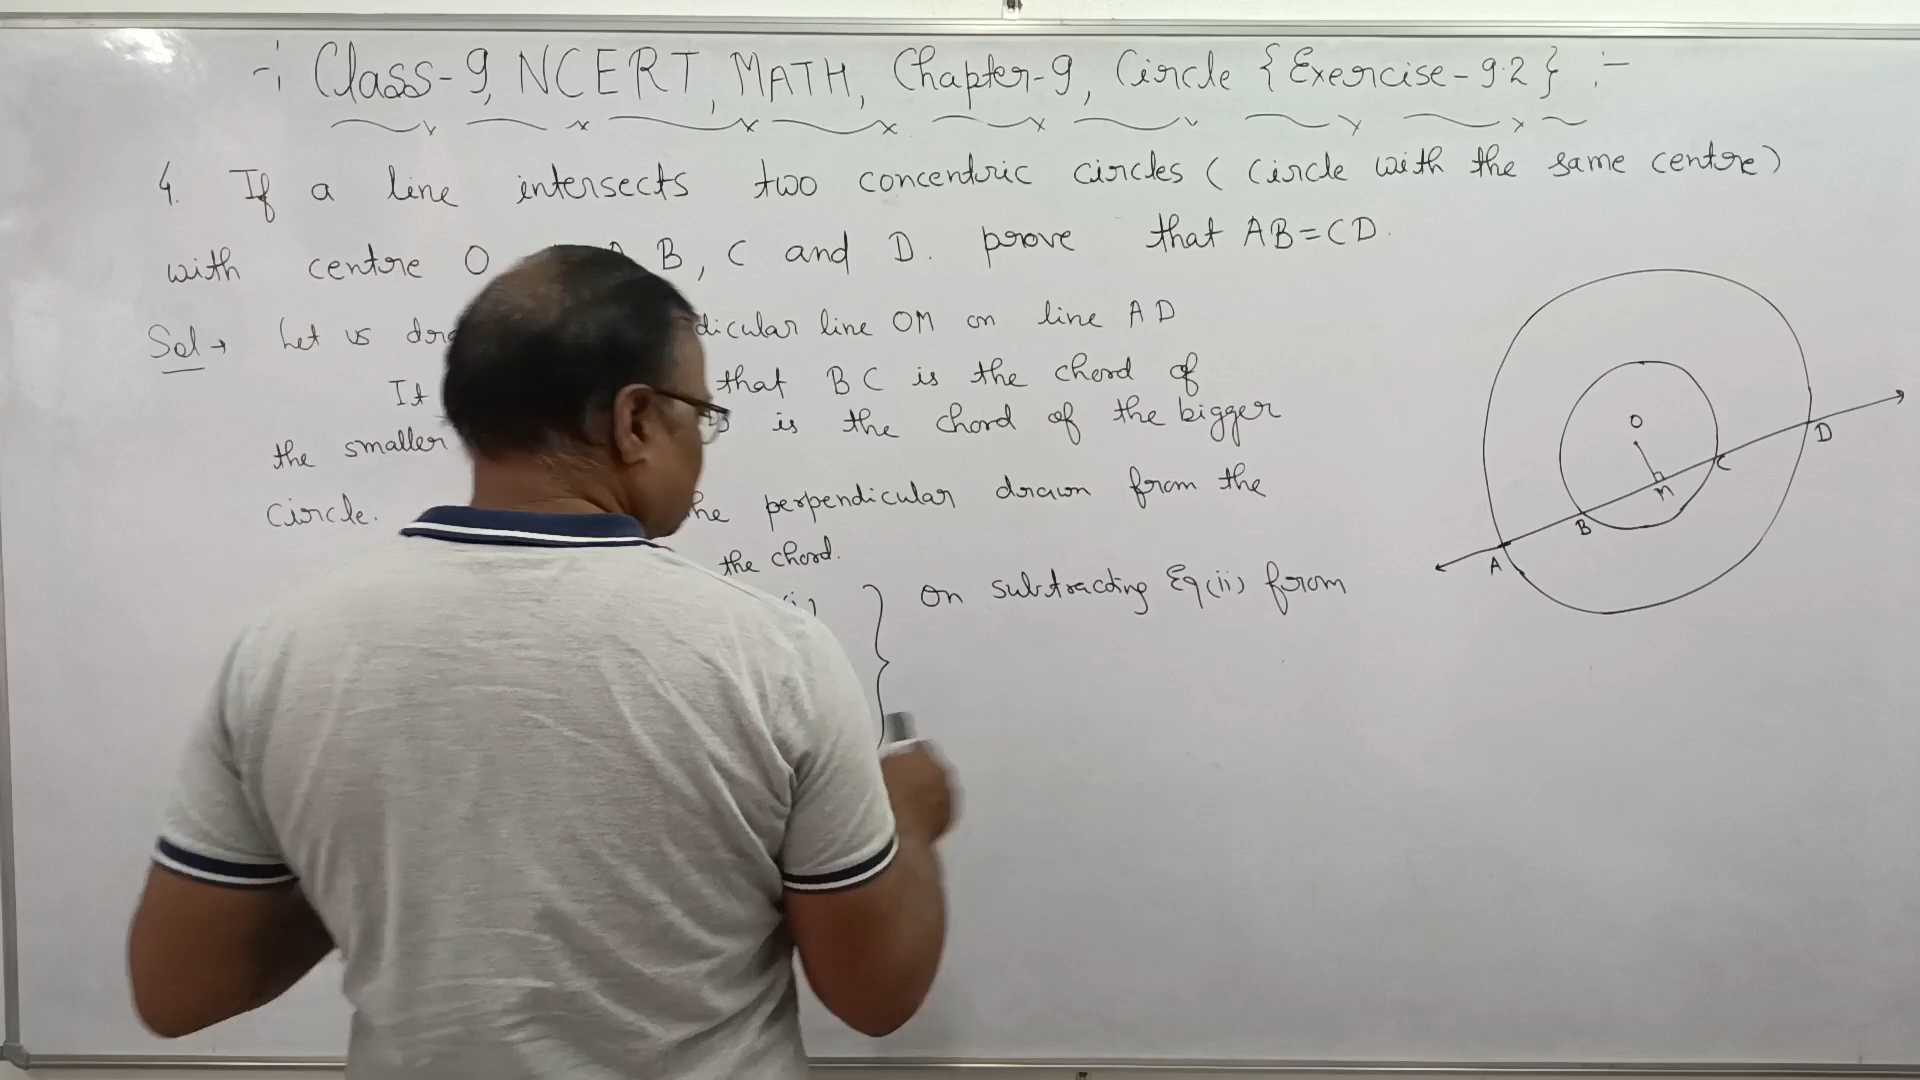 -: Class-9, NCERT, MATH, Chapter-9, Circle {Exercise-9.2} :-
4. If a line intersects two concentric circles (circle with the same centre)
with centre O B, C and D. prove that AB=CD.
Sol→ Let us line OM on line AD
It that BC is the chord of
the smaller is the chord of the bigger
circle. perpendicular drawn from the
the chord.
(i) } On subtracting Eq(ii) from
O
M
A
B
C
D